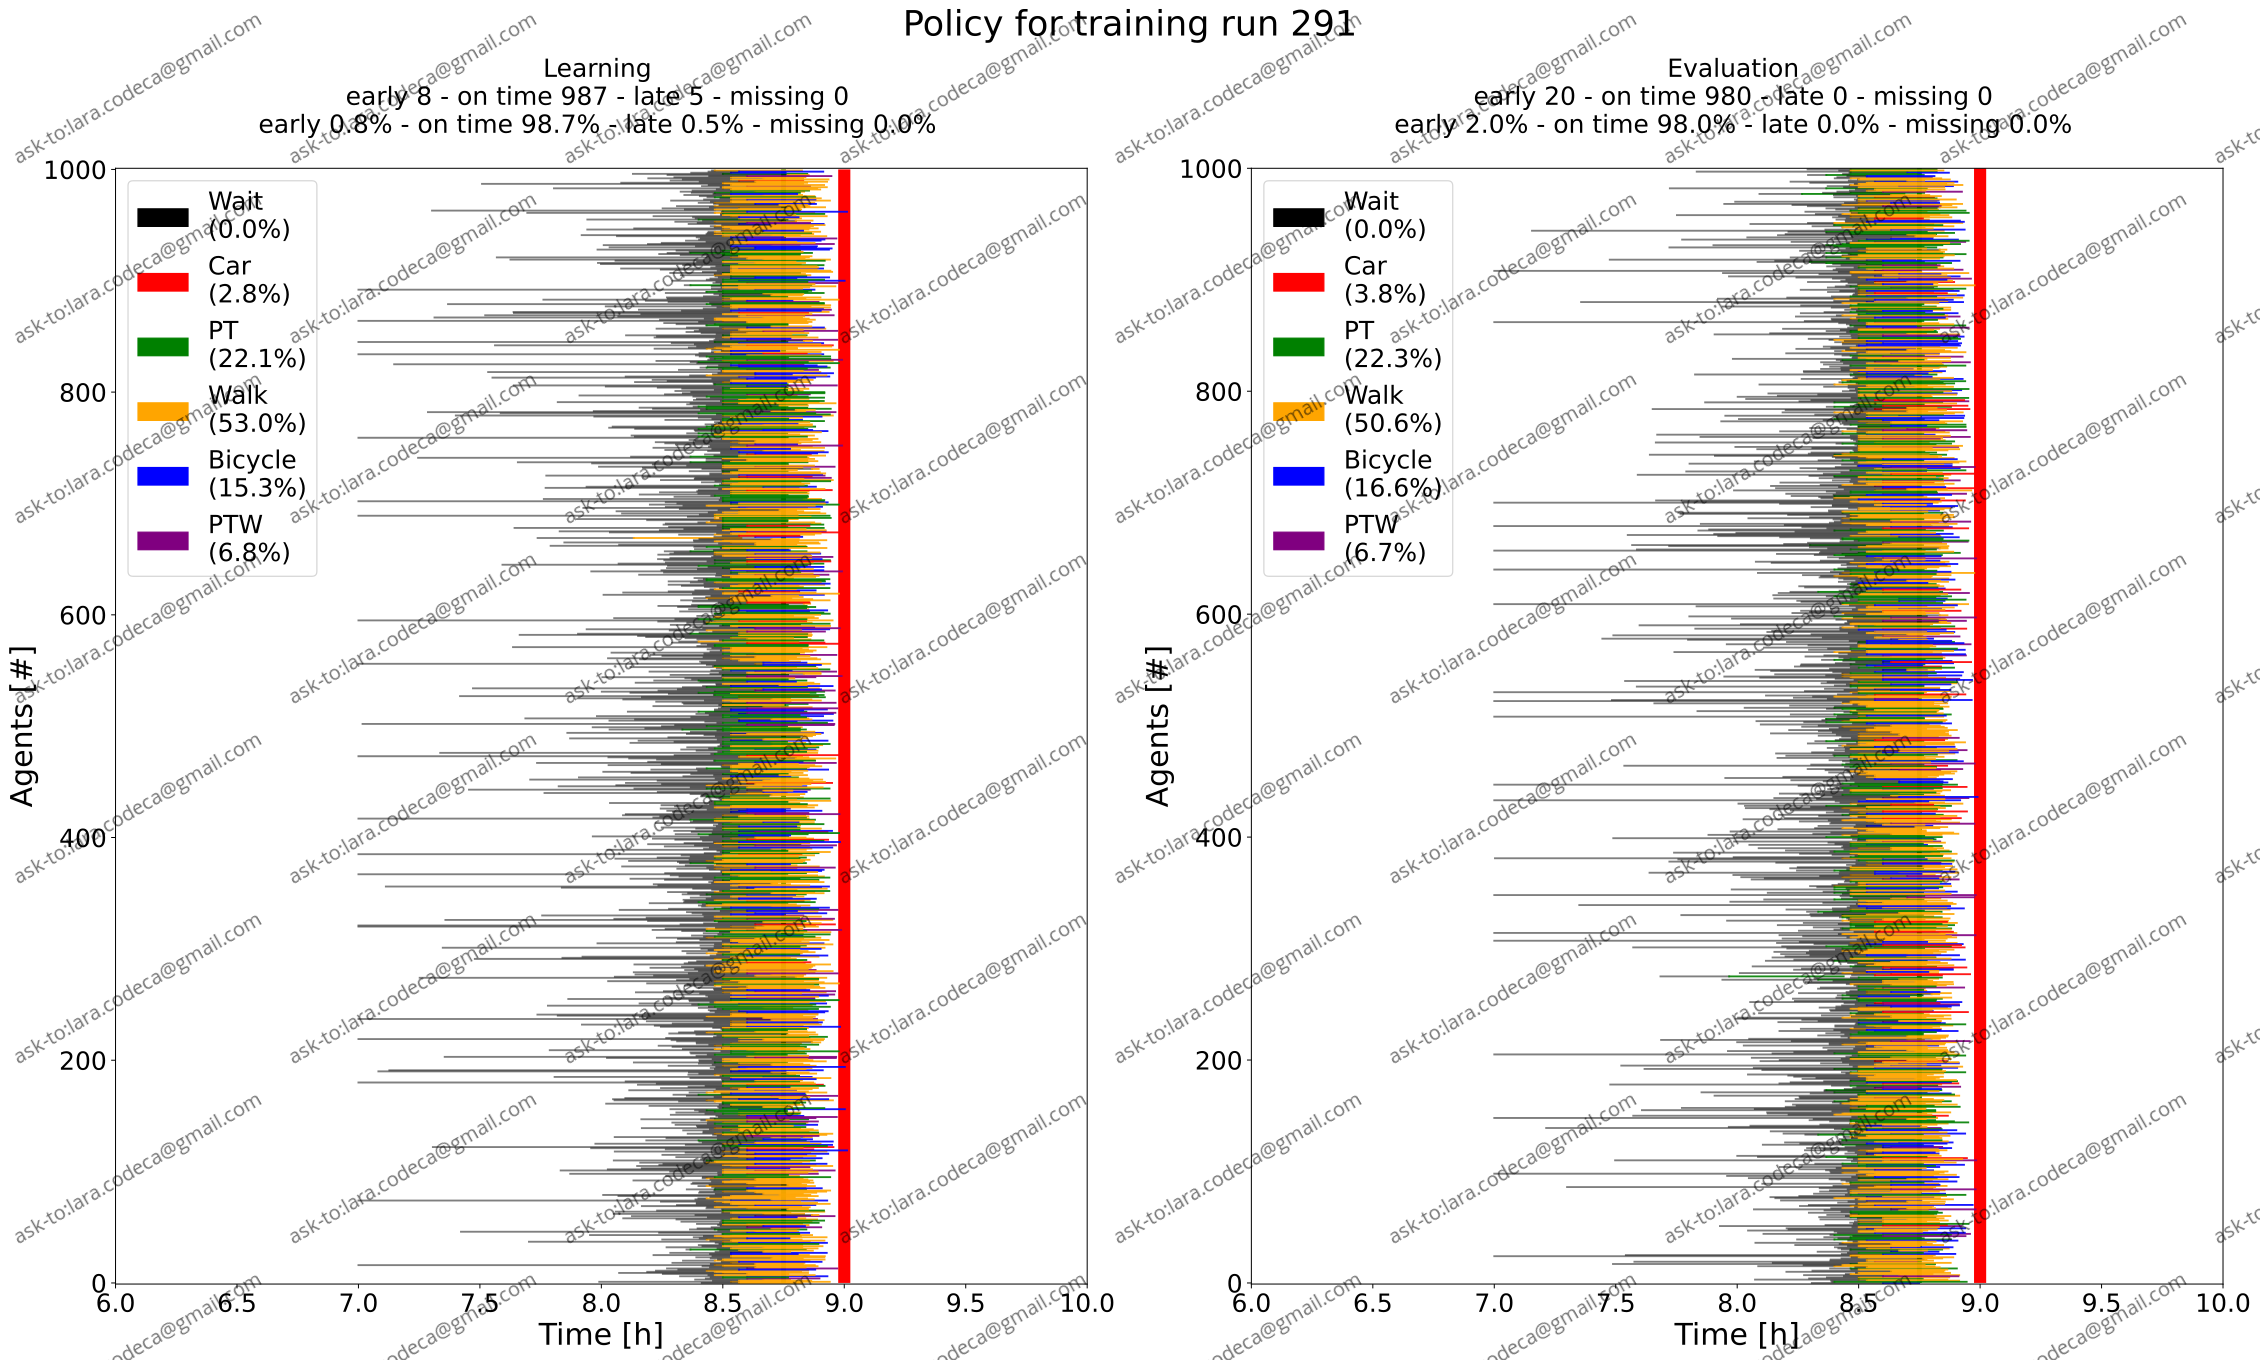 Policy for training run 291
Learning
early 8 - on time 987 - late 5 - missing 0
early 0.8% - on time 98.7% - late 0.5% - missing 0.0%
Wait
(0.0%)
Car
(2.8%)
PT
(22.1%)
Walk
(53.0%)
Bicycle
(15.3%)
PTW
(6.8%)
1000
800
600
400
200
0
Agents [#]
6.0 6.5 7.0 7.5 8.0 8.5 9.0 9.5 10.0
Time [h]
Evaluation
early 20 - on time 980 - late 0 - missing 0
early 2.0% - on time 98.0% - late 0.0% - missing 0.0%
Wait
(0.0%)
Car
(3.8%)
PT
(22.3%)
Walk
(50.6%)
Bicycle
(16.6%)
PTW
(6.7%)
1000
800
600
400
200
0
Agents [#]
6.0 6.5 7.0 7.5 8.0 8.5 9.0 9.5 10.0
Time [h]
ask-to:lara.codeca@gmail.com